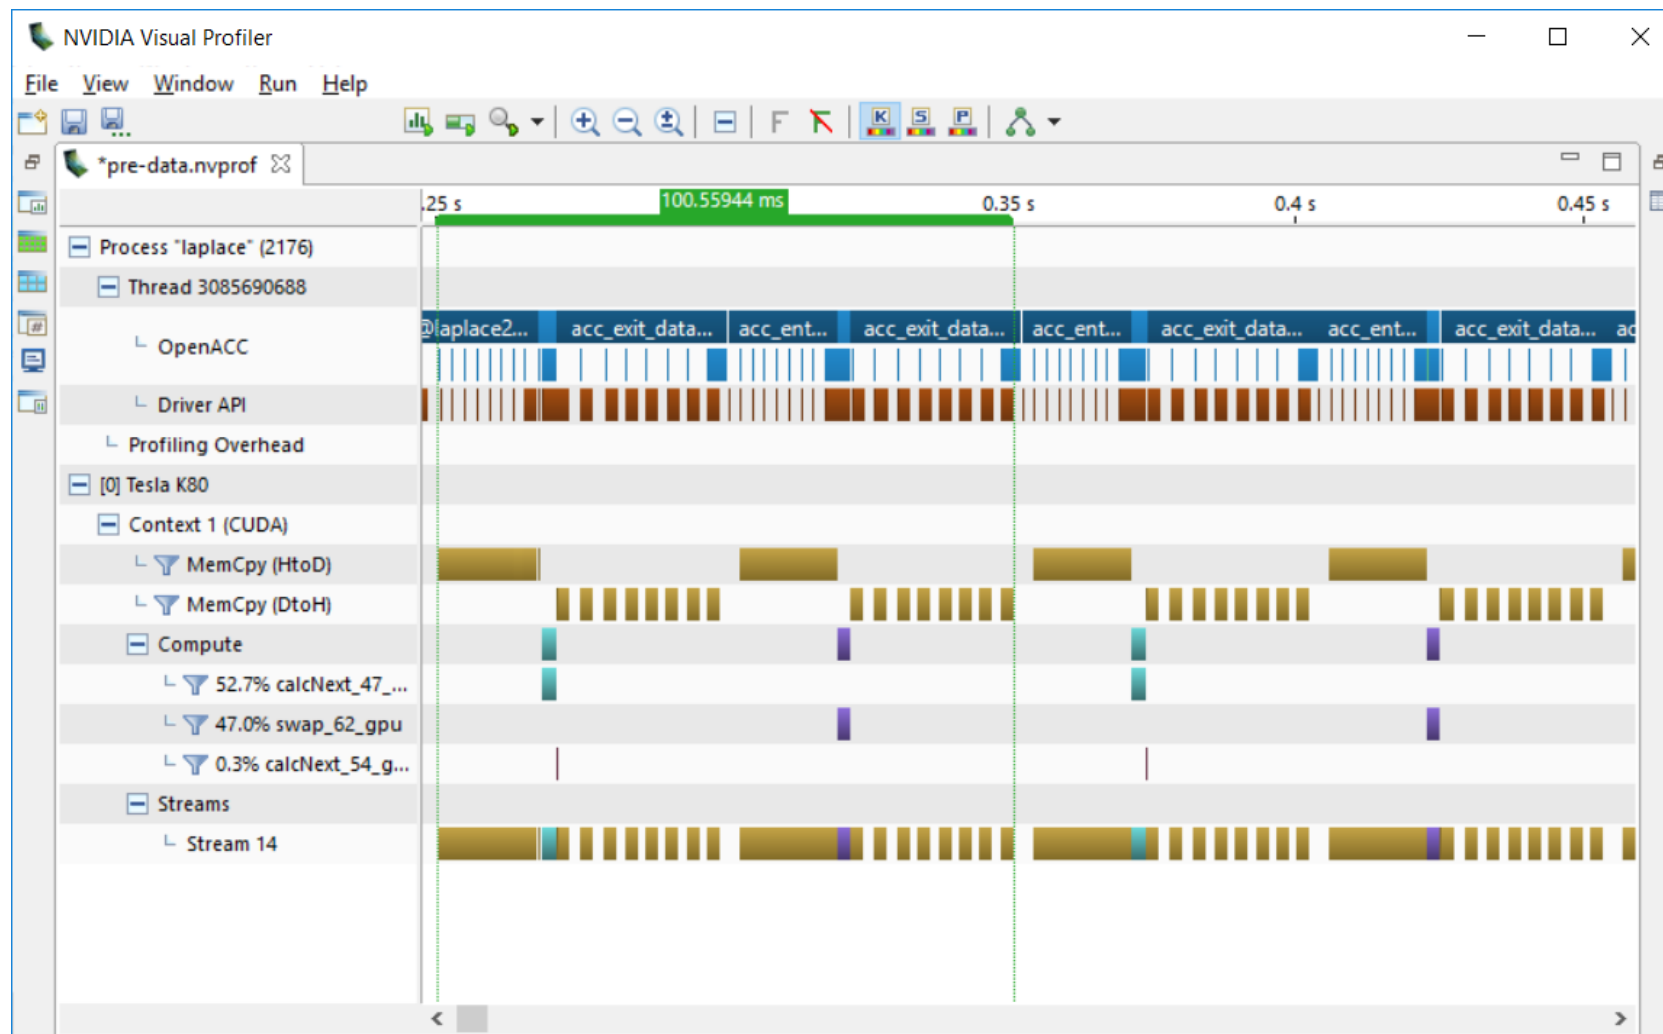 NVIDIA Visual Profiler
File View Window Run Help
F F K S P
*pre-data.nvprof
.25 s 100.55944 ms 0.35 s 0.4 s 0.45 s
Process "laplace" (2176)
Thread 3085690688
@laplace2... acc_exit_data... acc_ent... acc_exit_data... acc_ent... acc_exit_data... acc_ent... acc_exit_data... ac
OpenACC
Driver API
Profiling Overhead
[0] Tesla K80
Context 1 (CUDA)
MemCpy (HtoD)
MemCpy (DtoH)
Compute
52.7% calcNext_47_...
47.0% swap_62_gpu
0.3% calcNext_54_g...
Streams
Stream 14